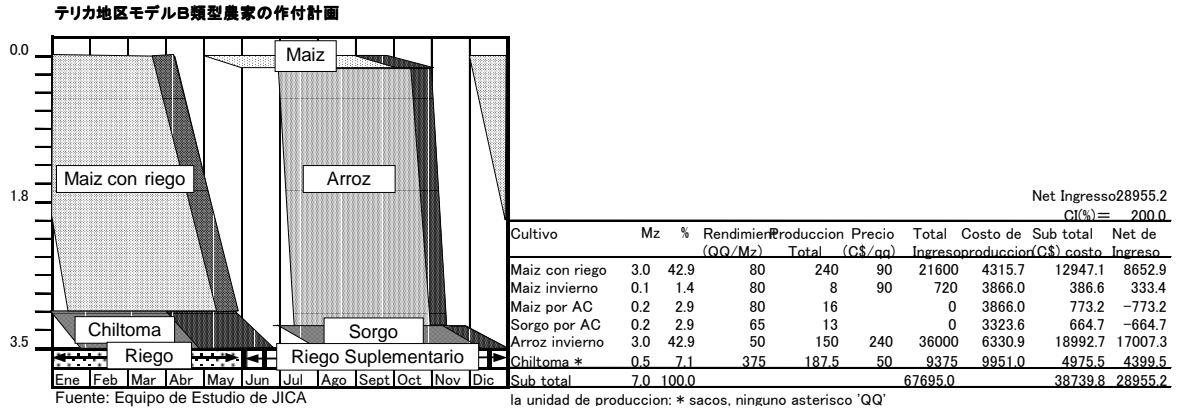 テリカ地区モデルB類型農家の作付計画
0.0
Maiz
Maiz con riego
Arroz
1.8
Chiltoma
Sorgo
3.5
Riego
Riego Suplementario
Ene Feb Mar Abr May Jun Jul Ago Sept Oct Nov Dic
Fuente: Equipo de Estudio de JICA
Net Ingresso 28955.2
CI(%)= 200.0
Cultivo Mz % Rendimient Produccion Precio Total Costo de Sub total Net de
(QQ/Mz) Total (C$/qq) Ingreso produccion (C$) costo Ingreso
Maiz con riego 3.0 42.9 80 240 90 21600 4315.7 12947.1 8652.9
Maiz invierno 0.1 1.4 80 8 90 720 3866.0 386.6 333.4
Maiz por AC 0.2 2.9 80 16 0 3866.0 773.2 -773.2
Sorgo por AC 0.2 2.9 65 13 0 3323.6 664.7 -664.7
Arroz invierno 3.0 42.9 50 150 240 36000 6330.9 18992.7 17007.3
Chiltoma * 0.5 7.1 375 187.5 50 9375 9951.0 4975.5 4399.5
Sub total 7.0 100.0 67695.0 38739.8 28955.2
la unidad de produccion: * sacos, ninguno asterisco 'QQ'